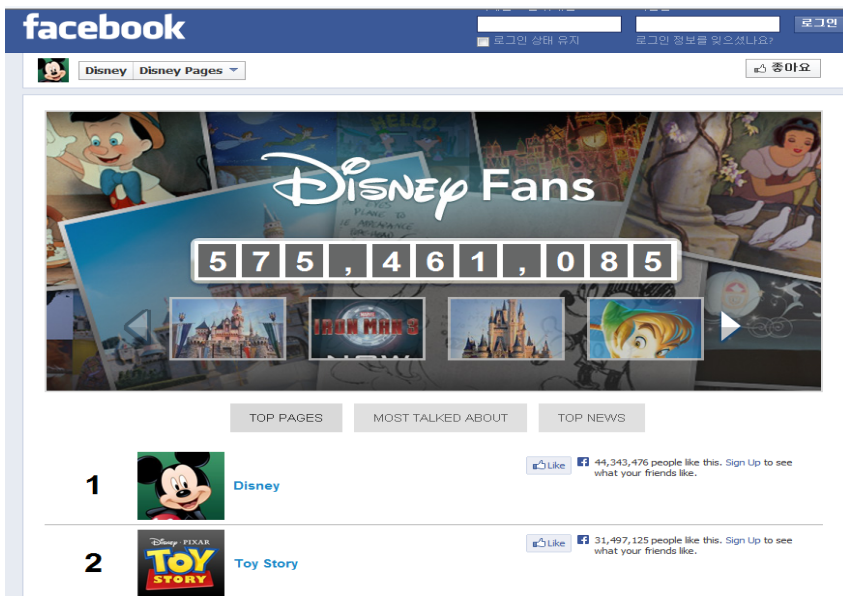 facebook
로그인
로그인 상태 유지
로그인 정보를 잊으셨나요?
Disney
Disney Pages
좋아요
HELLO
DISNEY Fans
575,461,085
MARVEL
IRON MAN 3
NOW
TOP PAGES
MOST TALKED ABOUT
TOP NEWS
1
Disney
Like
44,343,476 people like this. Sign Up to see
what your friends like.
2
Disney · PIXAR
TOY
STORY
Toy Story
Like
31,497,125 people like this. Sign Up to see
what your friends like.